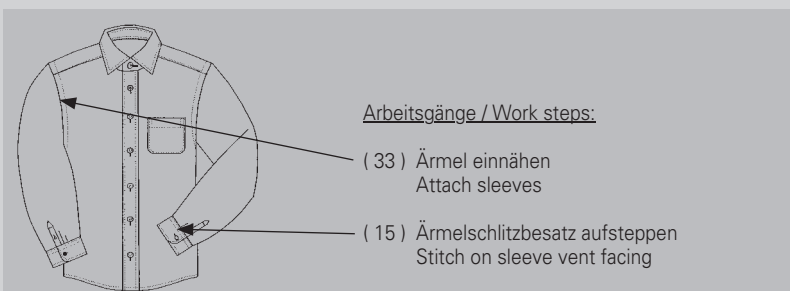 Arbeitsgänge / Work steps:
( 33 ) Ärmel einnähen
Attach sleeves
( 15 ) Ärmelschlitzbesatz aufsteppen
Stitch on sleeve vent facing